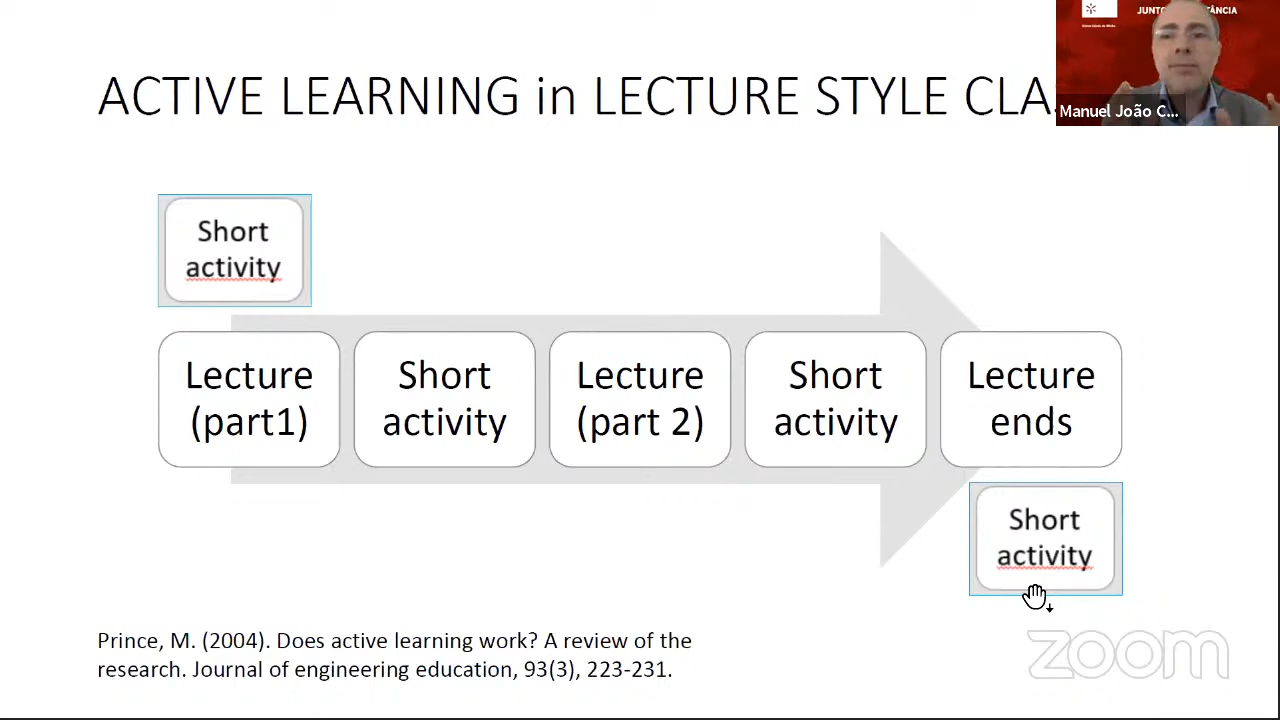 JUNTO
TÂNCIA
ACTIVE LEARNING in LECTURE STYLE CLA
Manuel João C...
Short
activity
Lecture
(part1)
Short
activity
Lecture
(part 2)
Short
activity
Lecture
ends
Short
activity
Prince, M. (2004). Does active learning work? A review of the
research. Journal of engineering education, 93(3), 223-231.
zoom